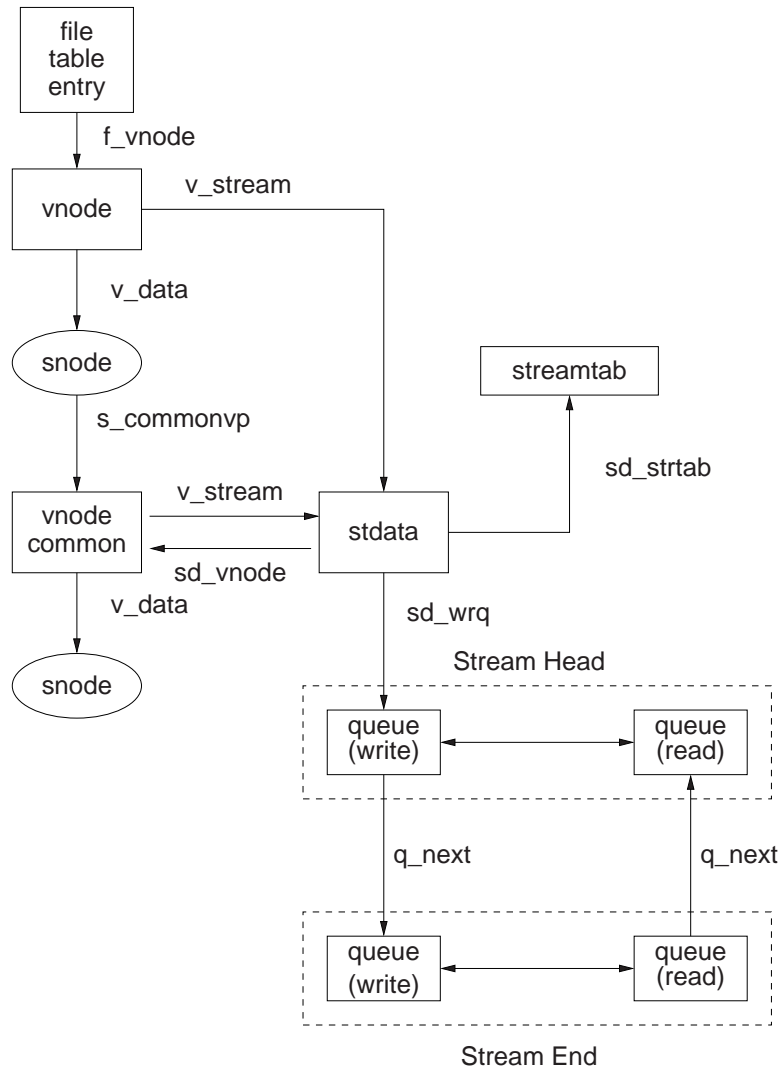 file
table
entry
f_vnode
v_stream
vnode
v_data
snode
streamtab
s_commonvp
sd_strtab
v_stream
vnode
common
stdata
sd_vnode
v_data
sd_wrq
Stream Head
snode
queue
(write)
queue
(read)
q_next
q_next
queue
(write)
queue
(read)
Stream End